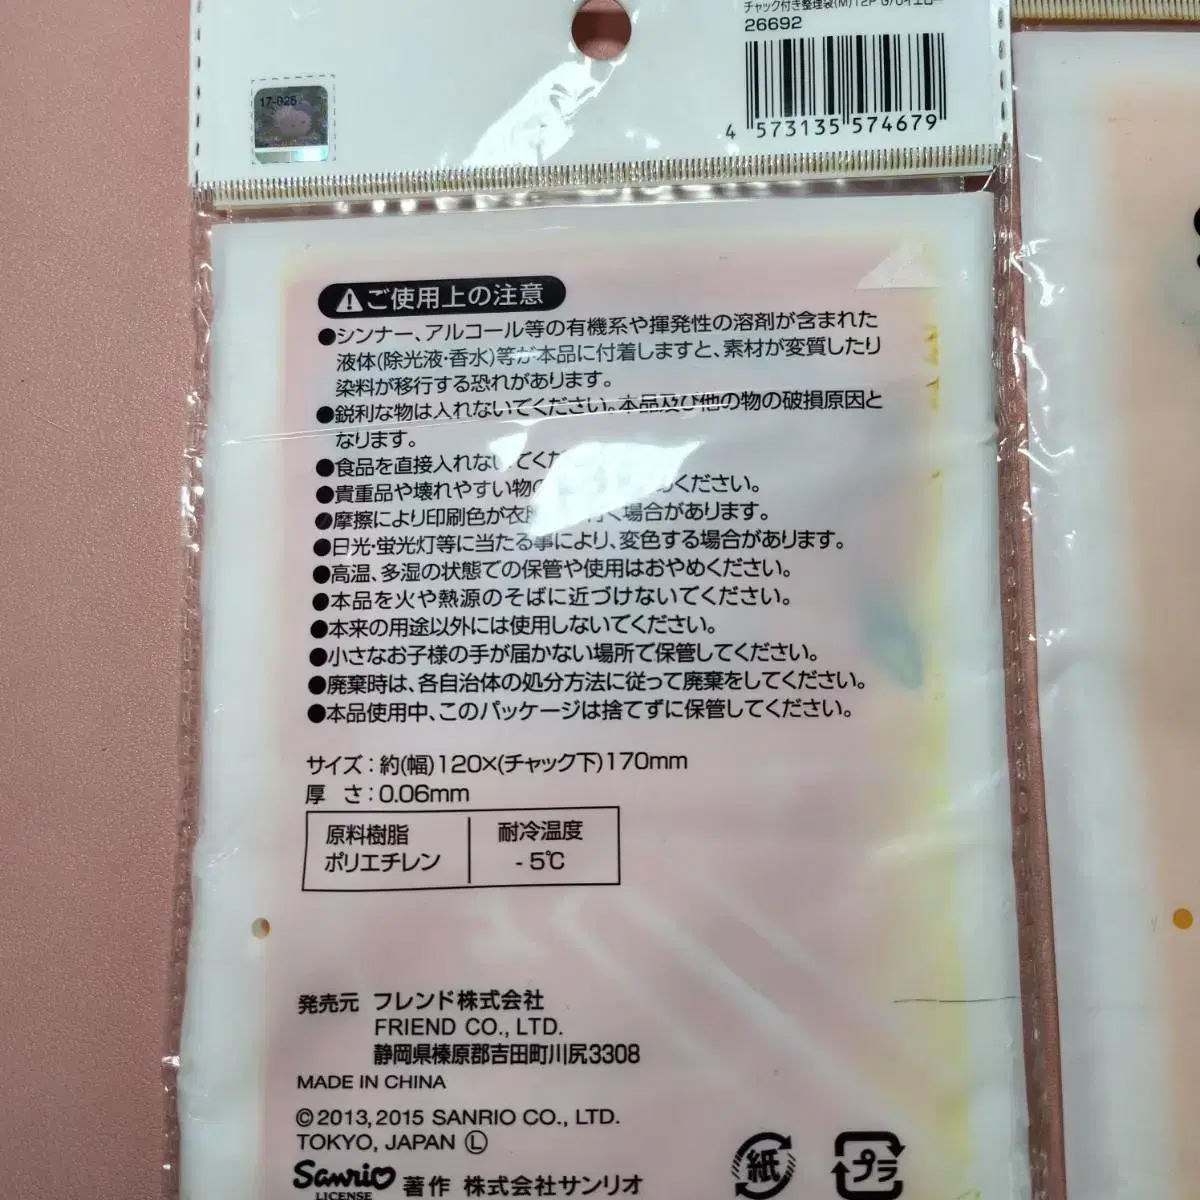 チャック付き整理袋(M)12P G/Uイエロー
26692
4 573135 574679
17-025
ご使用上の注意
●シンナー、アルコール等の有機系や揮発性の溶剤が含まれた
液体(除光液・香水)等が本品に付着しますと、素材が変質したり
染料が移行する恐れがあります。
●鋭利な物は入れないでください。本品及び他の物の破損原因と
なります。
●食品を直接入れないでくだ
●貴重品や壊れやすい物の めください。
●摩擦により印刷色が衣服 付く場合があります。
●日光・蛍光灯等に当たる事により、変色する場合があります。
●高温、多湿の状態での保管や使用はおやめください。
●本品を火や熱源のそばに近づけないでください。
●本来の用途以外には使用しないでください。
●小さなお子様の手が届かない場所で保管してください。
●廃棄時は、各自治体の処分方法に従って廃棄をしてください。
●本品使用中、このパッケージは捨てずに保管してください。
サイズ:約(幅)120×(チャック下)170mm
厚 さ:0.06mm
原料樹脂 耐冷温度
ポリエチレン -5℃
発売元 フレンド株式会社
FRIEND CO., LTD.
静岡県榛原郡吉田町川尻3308
MADE IN CHINA
©2013, 2015 SANRIO CO., LTD.
TOKYO, JAPAN Ⓛ
Sanrio 著作 株式会社サンリオ
LICENSE
紙 プラ